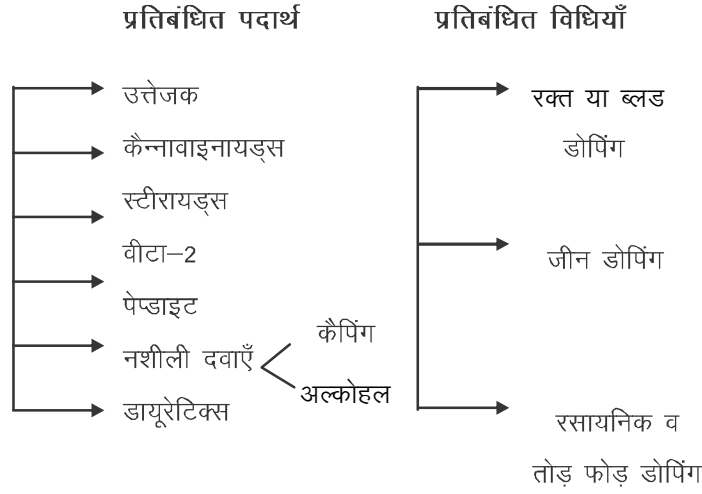 प्रतिबंधित पदार्थ
उत्तेजक
कैन्नावाइनायड्स
स्टीरायड्स
वीटा–2
पेप्डाइट
नशीली दवाएँ
कैपिंग
अल्कोहल
डायूरेटिक्स
प्रतिबंधित विधियाँ
रक्त या ब्लड
डोपिंग
जीन डोपिंग
रसायनिक व
तोड़ फोड़ डोपिंग